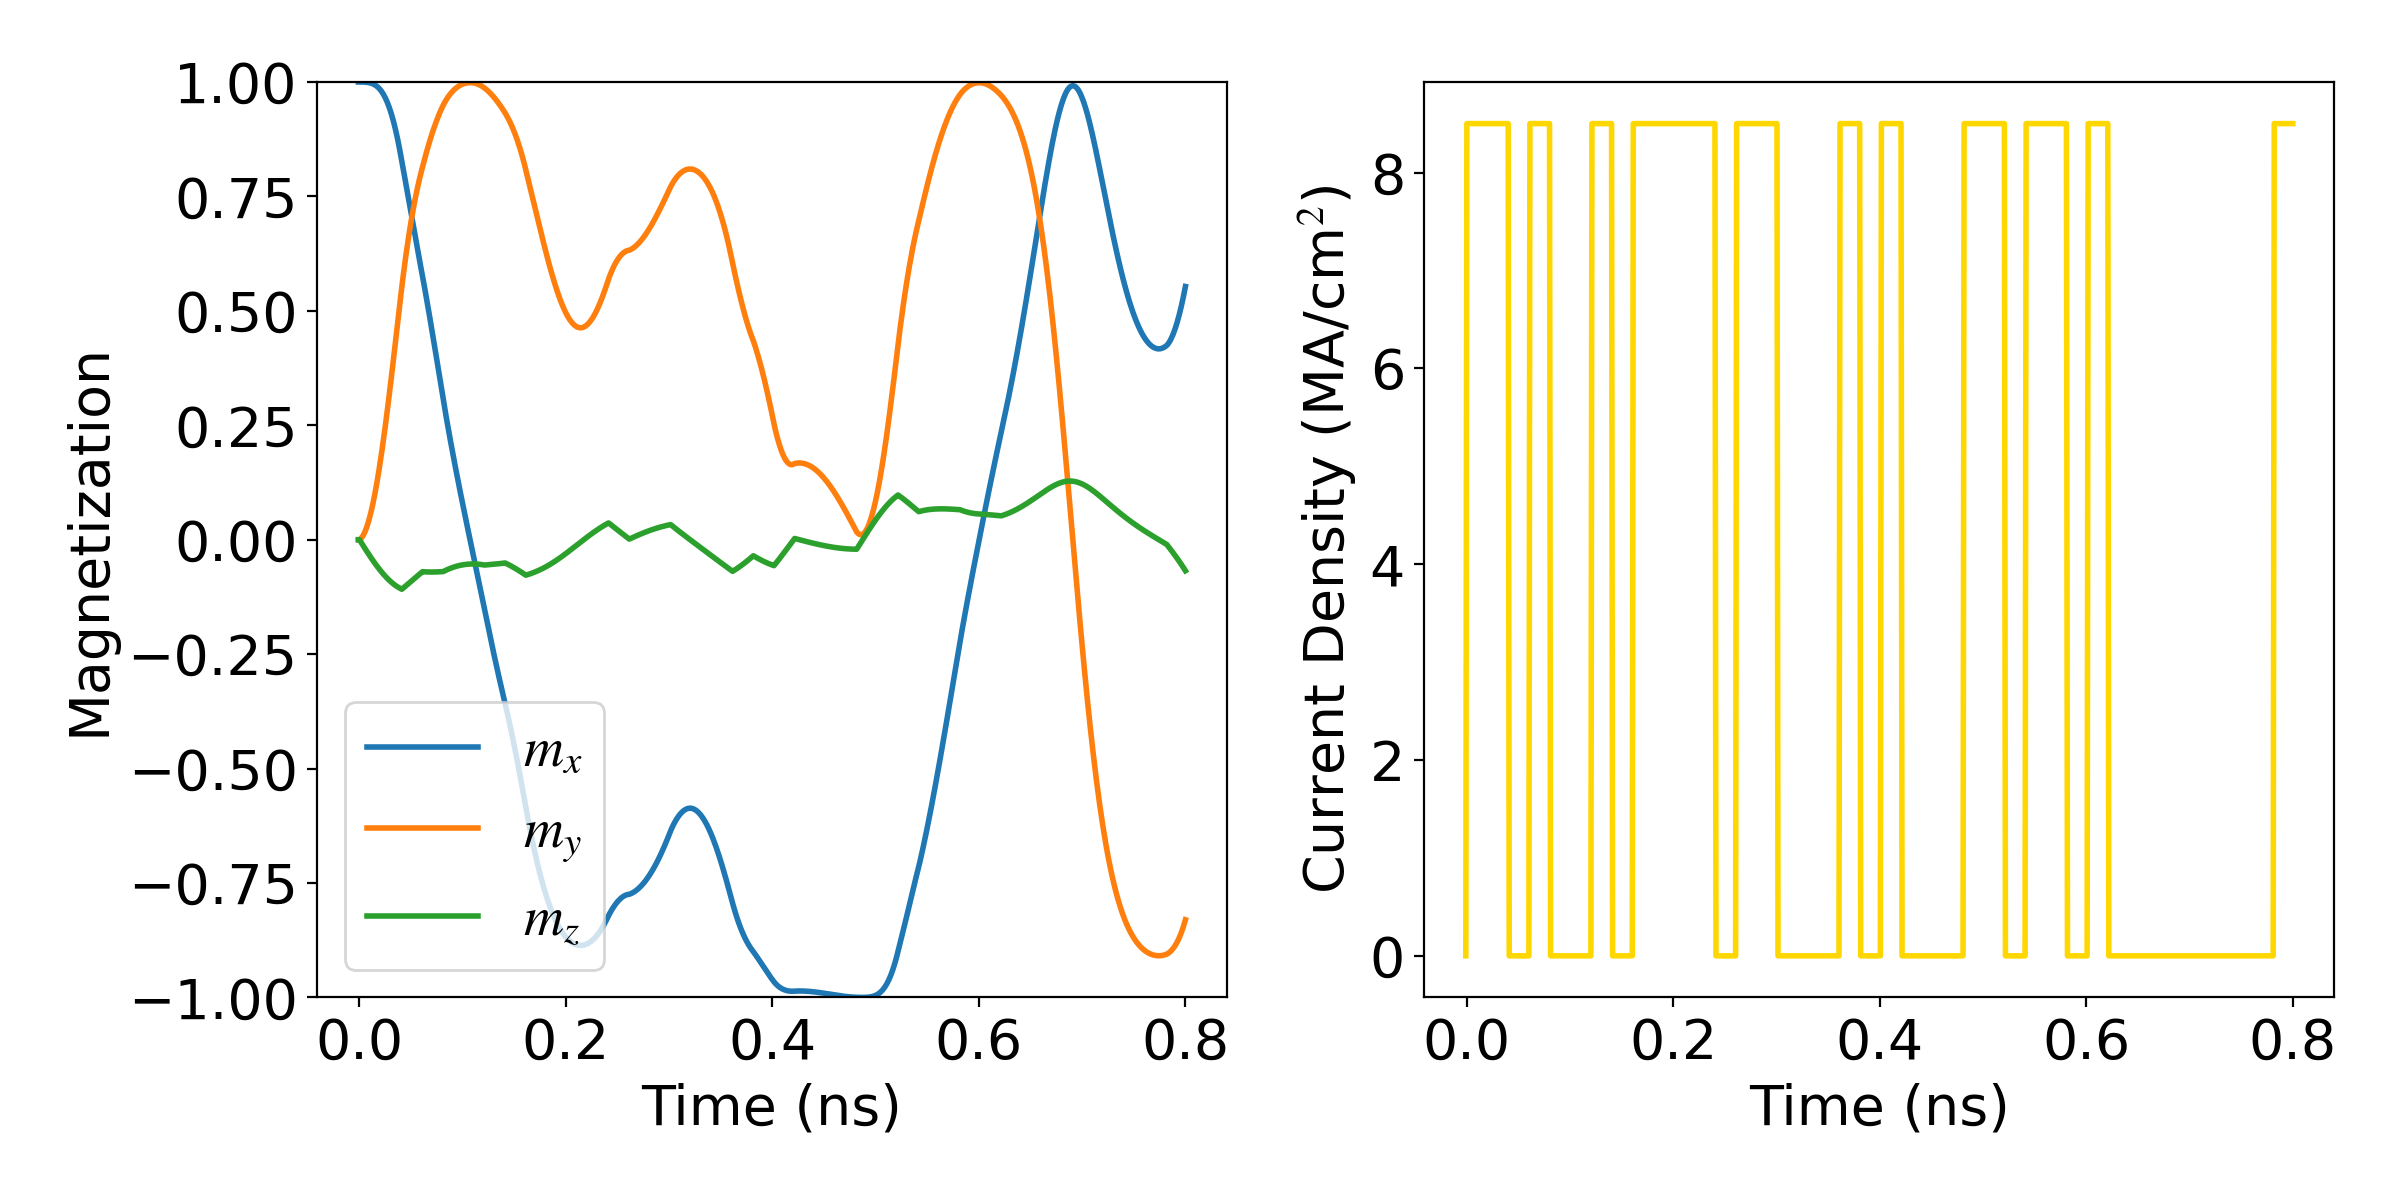 Magnetization
1.00
0.75
0.50
0.25
0.00
−0.25
−0.50
−0.75
−1.00
m_x
m_y
m_z
0.0 0.2 0.4 0.6 0.8
Time (ns)
Current Density (MA/cm²)
8
6
4
2
0
0.0 0.2 0.4 0.6 0.8
Time (ns)